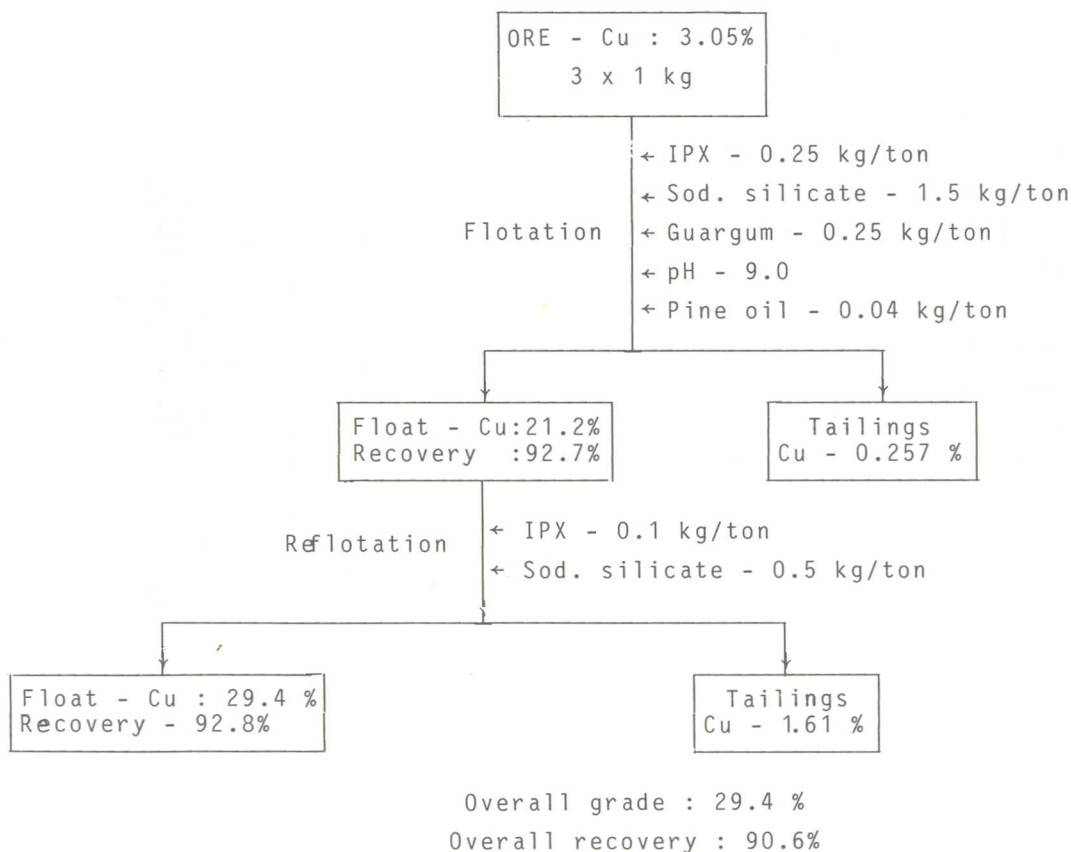 ORE - Cu : 3.05%
3 x 1 kg
← IPX - 0.25 kg/ton
← Sod. silicate - 1.5 kg/ton
Flotation
← Guargum - 0.25 kg/ton
← pH - 9.0
← Pine oil - 0.04 kg/ton
Float - Cu:21.2%
Recovery :92.7%
Tailings
Cu - 0.257 %
← IPX - 0.1 kg/ton
Reflotation
← Sod. silicate - 0.5 kg/ton
Float - Cu : 29.4 %
Recovery - 92.8%
Tailings
Cu - 1.61 %
Overall grade : 29.4 %
Overall recovery : 90.6%